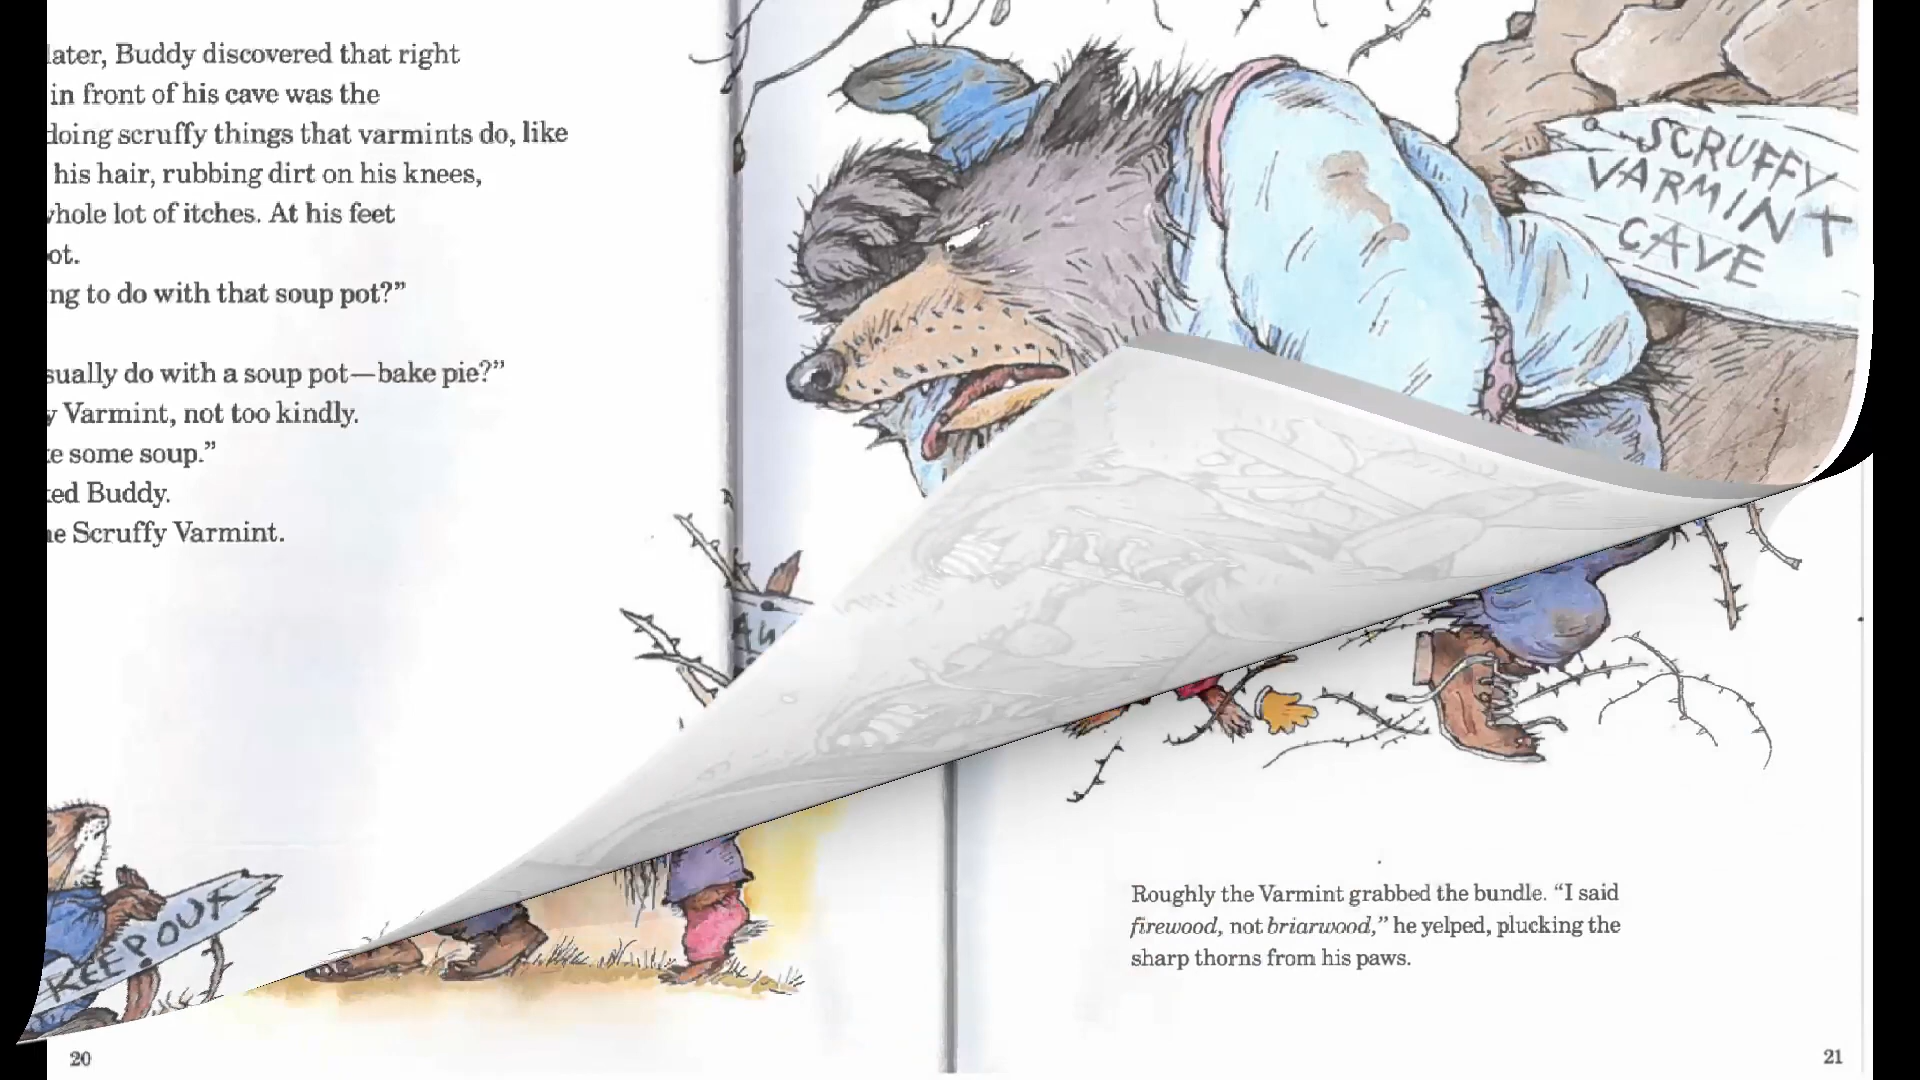 later, Buddy discovered that right
in front of his cave was the
doing scruffy things that varmints do, like
his hair, rubbing dirt on his knees,
whole lot of itches. At his feet
ot.
ng to do with that soup pot?”
sually do with a soup pot—bake pie?”
y Varmint, not too kindly.
e some soup.”
ed Buddy.
e Scruffy Varmint.
SCRUFFY
VARMINT
CAVE
KEEP OUT
Roughly the Varmint grabbed the bundle. “I said
firewood, not briarwood,” he yelped, plucking the
sharp thorns from his paws.
20
21